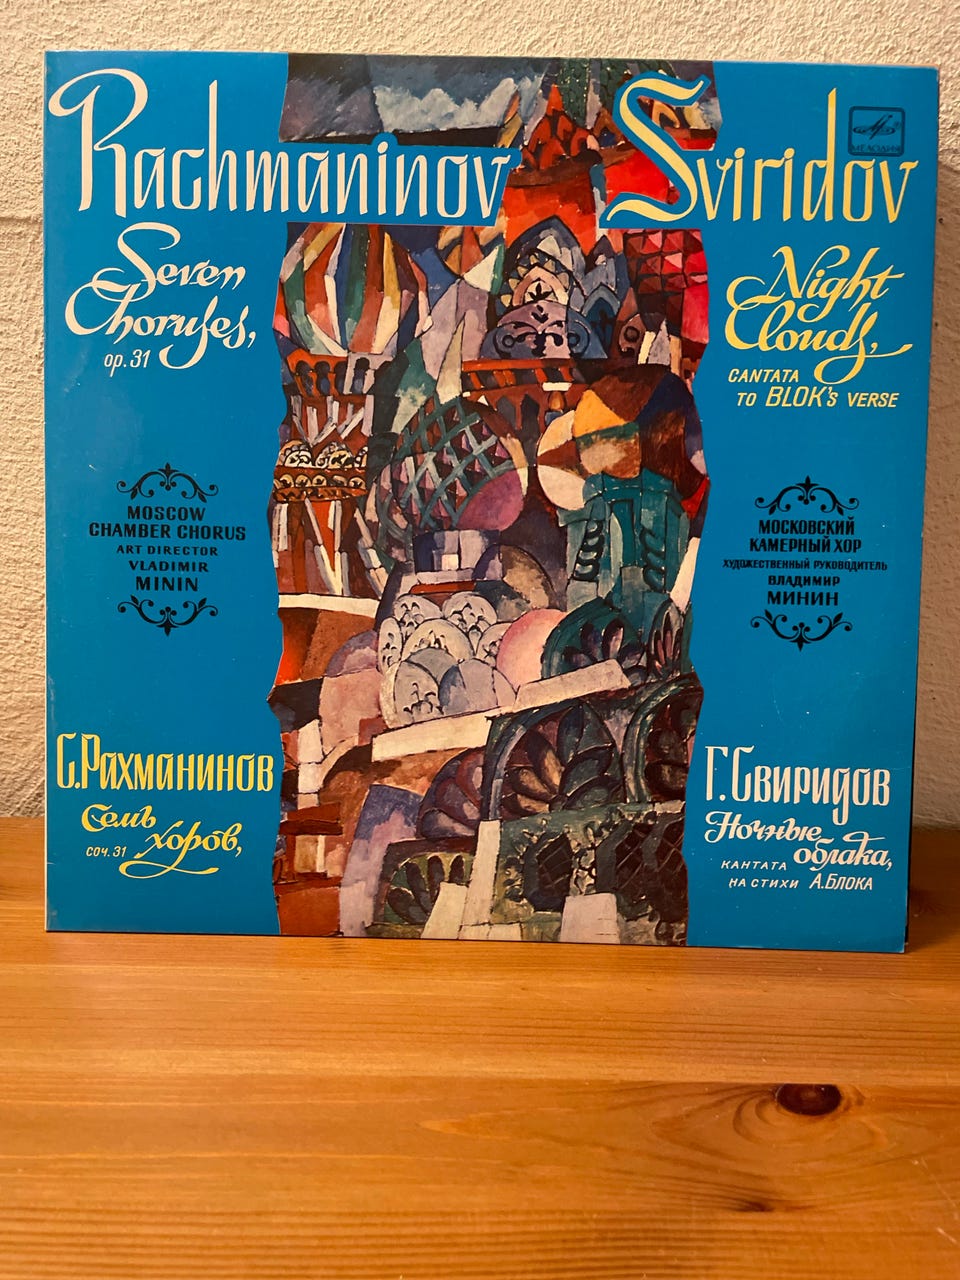 Rachmaninov
Seven
Choruses,
op. 31
Sviridov
МЕЛОДИЯ
Night
Clouds,
CANTATA
TO BLOK's VERSE
MOSCOW
CHAMBER CHORUS
ART DIRECTOR
VLADIMIR
MININ
МОСКОВСКИЙ
КАМЕРНЫЙ ХОР
ХУДОЖЕСТВЕННЫЙ РУКОВОДИТЕЛЬ
ВЛАДИМИР
МИНИН
С.Рахманинов
Семь
хоров,
соч. 31
Г.Свиридов
Ночные
облака,
КАНТАТА
НА СТИХИ А.БЛОКА